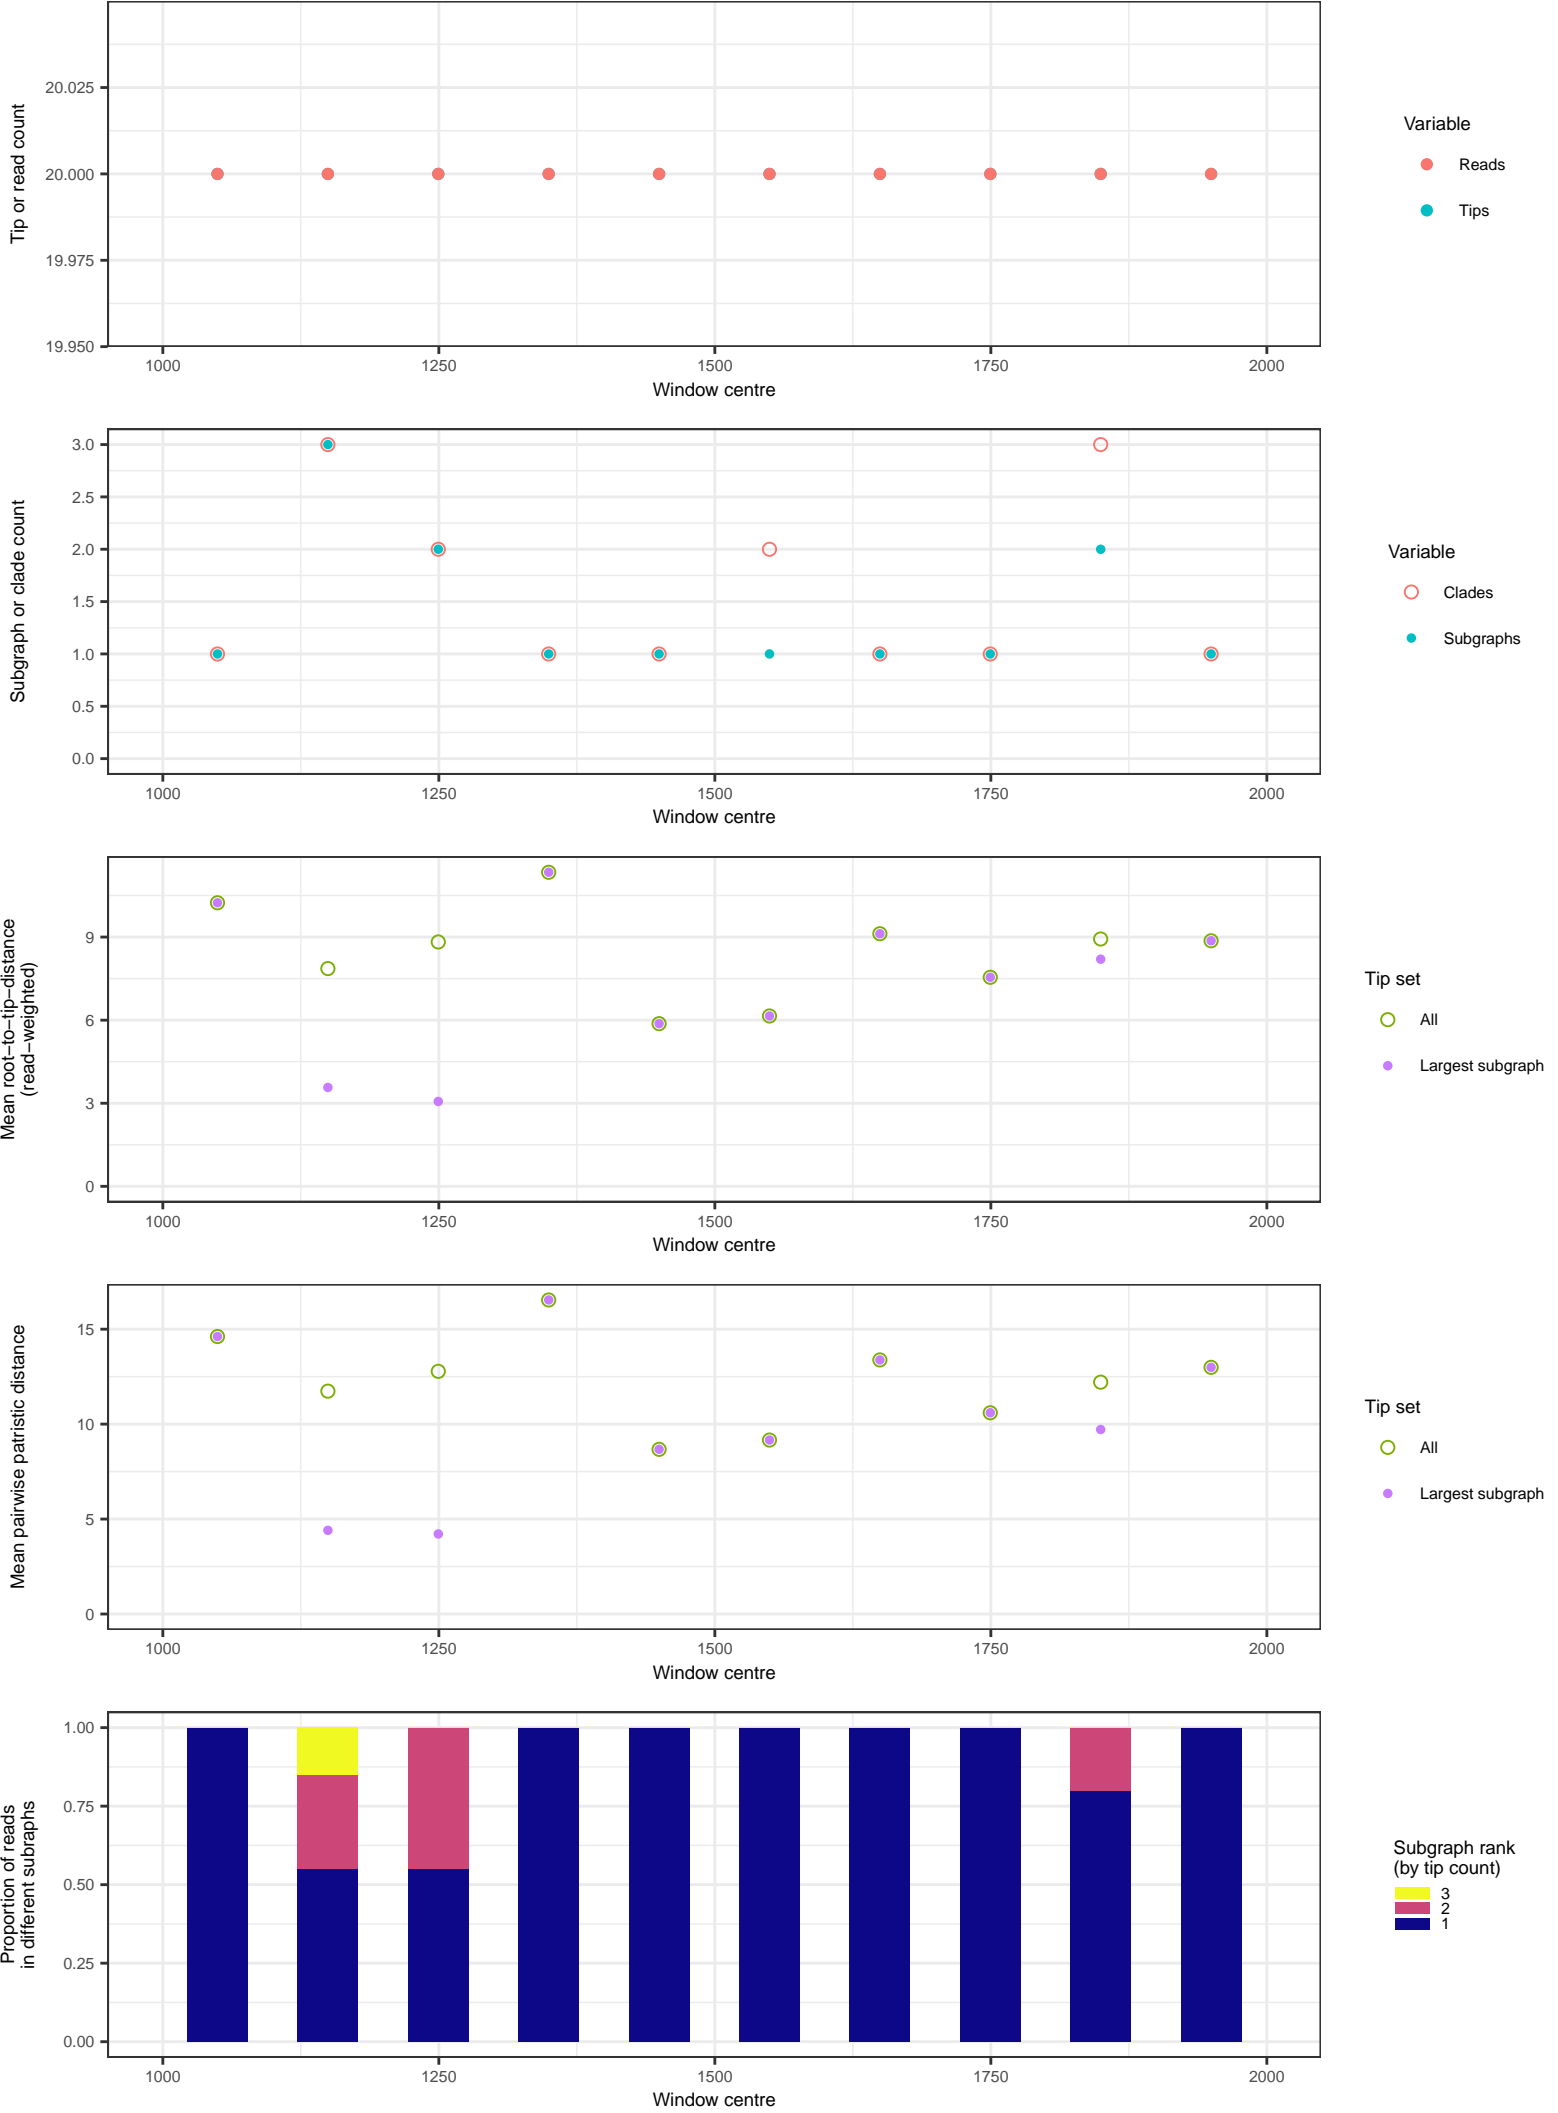 Tip or read count
20.025
20.000
19.975
19.950
1000 1250 1500 1750 2000
Window centre
Variable
Reads
Tips
Subgraph or clade count
3.0
2.5
2.0
1.5
1.0
0.5
0.0
1000 1250 1500 1750 2000
Window centre
Variable
Clades
Subgraphs
Mean root−to−tip−distance
(read−weighted)
9
6
3
0
1000 1250 1500 1750 2000
Window centre
Tip set
All
Largest subgraph
Mean pairwise patristic distance
15
10
5
0
1000 1250 1500 1750 2000
Window centre
Tip set
All
Largest subgraph
Proportion of reads
in different subraphs
1.00
0.75
0.50
0.25
0.00
1000 1250 1500 1750 2000
Window centre
Subgraph rank
(by tip count)
3
2
1